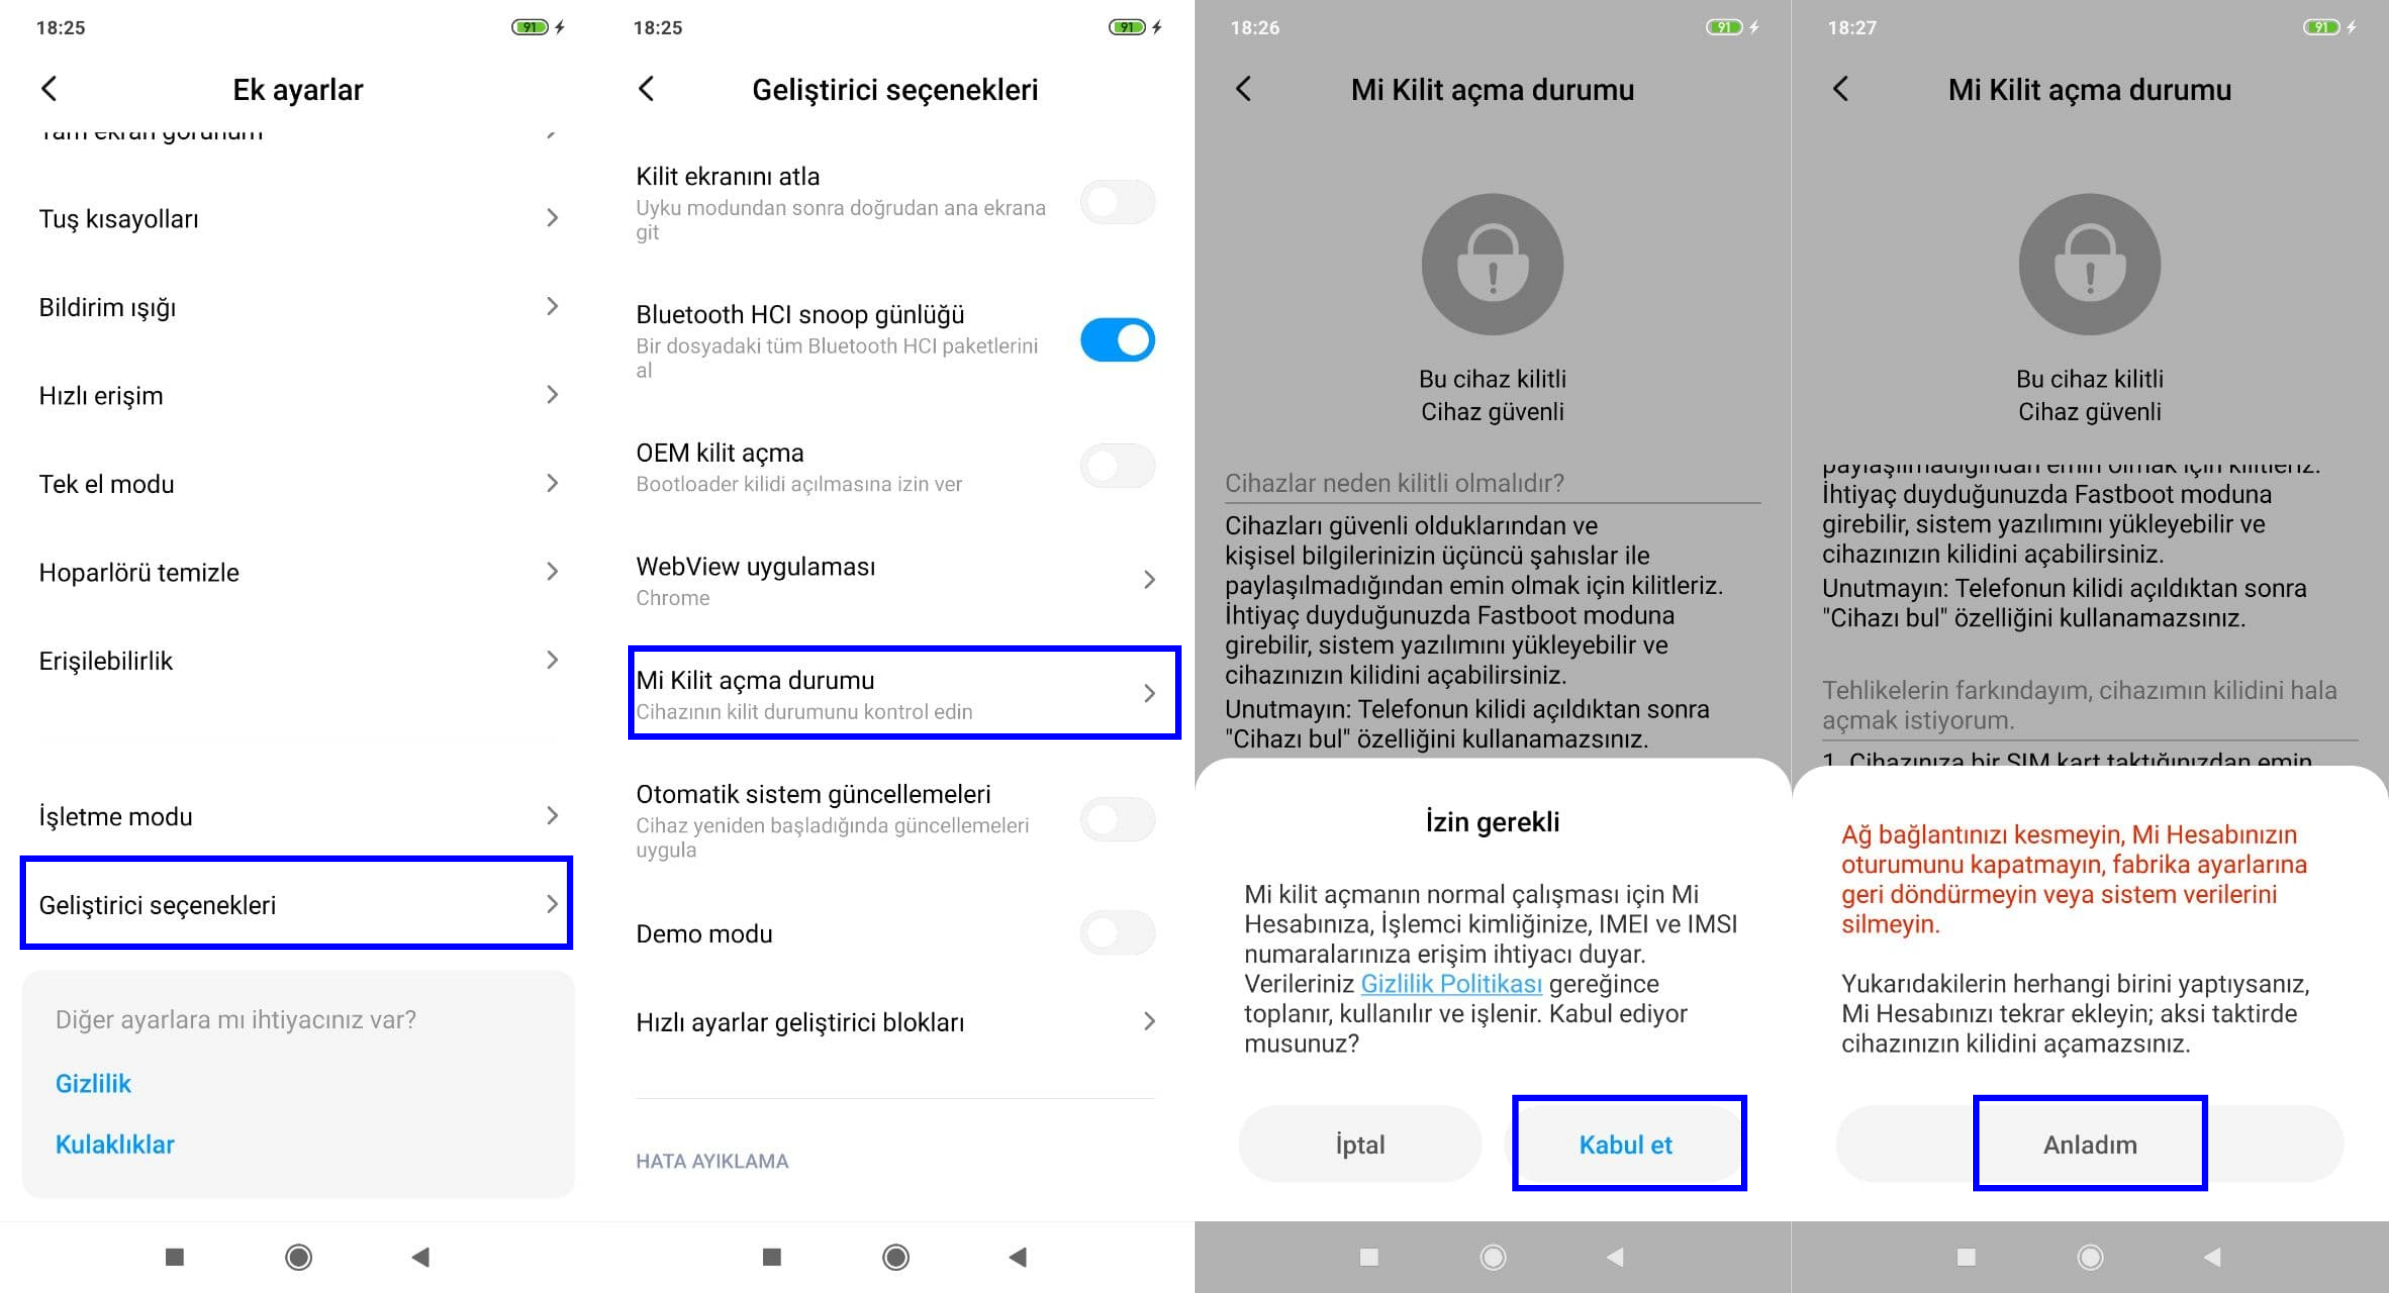 18:25
91
Ek ayarlar
Tam ekran görünüm
Tuş kısayolları
Bildirim ışığı
Hızlı erişim
Tek el modu
Hoparlörü temizle
Erişilebilirlik
İşletme modu
Geliştirici seçenekleri
Diğer ayarlara mı ihtiyacınız var?
Gizlilik
Kulaklıklar
18:25
91
Geliştirici seçenekleri
Kilit ekranını atla
Uyku modundan sonra doğrudan ana ekrana
git
Bluetooth HCI snoop günlüğü
Bir dosyadaki tüm Bluetooth HCI paketlerini
al
OEM kilit açma
Bootloader kilidi açılmasına izin ver
WebView uygulaması
Chrome
Mi Kilit açma durumu
Cihazının kilit durumunu kontrol edin
Otomatik sistem güncellemeleri
Cihaz yeniden başladığında güncellemeleri
uygula
Demo modu
Hızlı ayarlar geliştirici blokları
HATA AYIKLAMA
18:26
91
Mi Kilit açma durumu
Bu cihaz kilitli
Cihaz güvenli
Cihazlar neden kilitli olmalıdır?
Cihazları güvenli olduklarından ve
kişisel bilgilerinizin üçüncü şahıslar ile
paylaşılmadığından emin olmak için kilitleriz.
İhtiyaç duyduğunuzda Fastboot moduna
girebilir, sistem yazılımını yükleyebilir ve
cihazınızın kilidini açabilirsiniz.
Unutmayın: Telefonun kilidi açıldıktan sonra
"Cihazı bul" özelliğini kullanamazsınız.
İzin gerekli
Mi kilit açmanın normal çalışması için Mi
Hesabınıza, İşlemci kimliğinize, IMEI ve IMSI
numaralarınıza erişim ihtiyacı duyar.
Verileriniz Gizlilik Politikası gereğince
toplanır, kullanılır ve işlenir. Kabul ediyor
musunuz?
İptal
Kabul et
18:27
91
Mi Kilit açma durumu
Bu cihaz kilitli
Cihaz güvenli
paylaşılmadığından emin olmak için kilitleriz.
İhtiyaç duyduğunuzda Fastboot moduna
girebilir, sistem yazılımını yükleyebilir ve
cihazınızın kilidini açabilirsiniz.
Unutmayın: Telefonun kilidi açıldıktan sonra
"Cihazı bul" özelliğini kullanamazsınız.
Tehlikelerin farkındayım, cihazımın kilidini hala
açmak istiyorum.
1. Cihazınıza bir SIM kart taktığınızdan emin
Ağ bağlantınızı kesmeyin, Mi Hesabınızın
oturumunu kapatmayın, fabrika ayarlarına
geri döndürmeyin veya sistem verilerini
silmeyin.
Yukarıdakilerin herhangi birini yaptıysanız,
Mi Hesabınızı tekrar ekleyin; aksi taktirde
cihazınızın kilidini açamazsınız.
Anladım